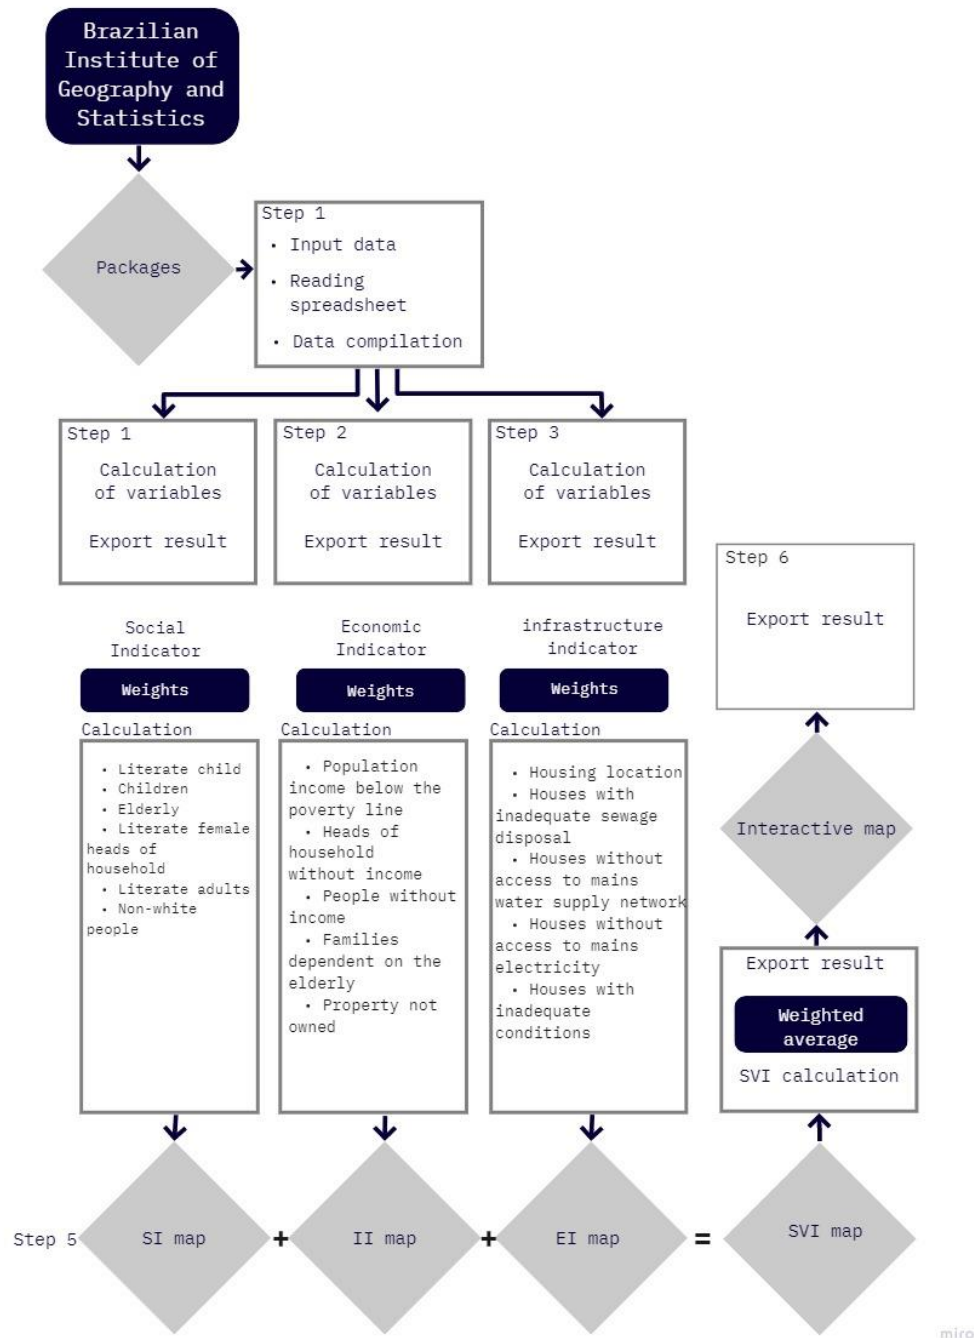 Brazilian
Institute of
Geography and
Statistics
Packages
Step 1
• Input data
• Reading
spreadsheet
• Data compilation
Step 1
Calculation
of variables
Export result
Step 2
Calculation
of variables
Export result
Step 3
Calculation
of variables
Export result
Social
Indicator
Weights
Calculation
• Literate child
• Children
• Elderly
• Literate female
heads of
household
• Literate adults
• Non-white
people
Economic
Indicator
Weights
Calculation
• Population
income below the
poverty line
• Heads of
household
without income
• People without
income
• Families
dependent on the
elderly
• Property not
owned
infrastructure
indicator
Weights
Calculation
• Housing location
• Houses with
inadequate sewage
disposal
• Houses without
access to mains
water supply network
• Houses without
access to mains
electricity
• Houses with
inadequate
conditions
Step 6
Export result
Interactive map
Export result
Weighted
average
SVI calculation
Step 5 SI map + II map + EI map = SVI map
miro